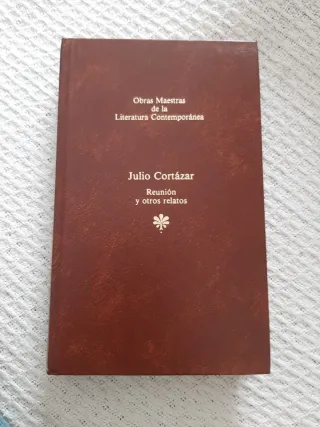 Obras Maestras
de la
Literatura Contemporánea
Julio Cortázar
Reunión
y otros relatos